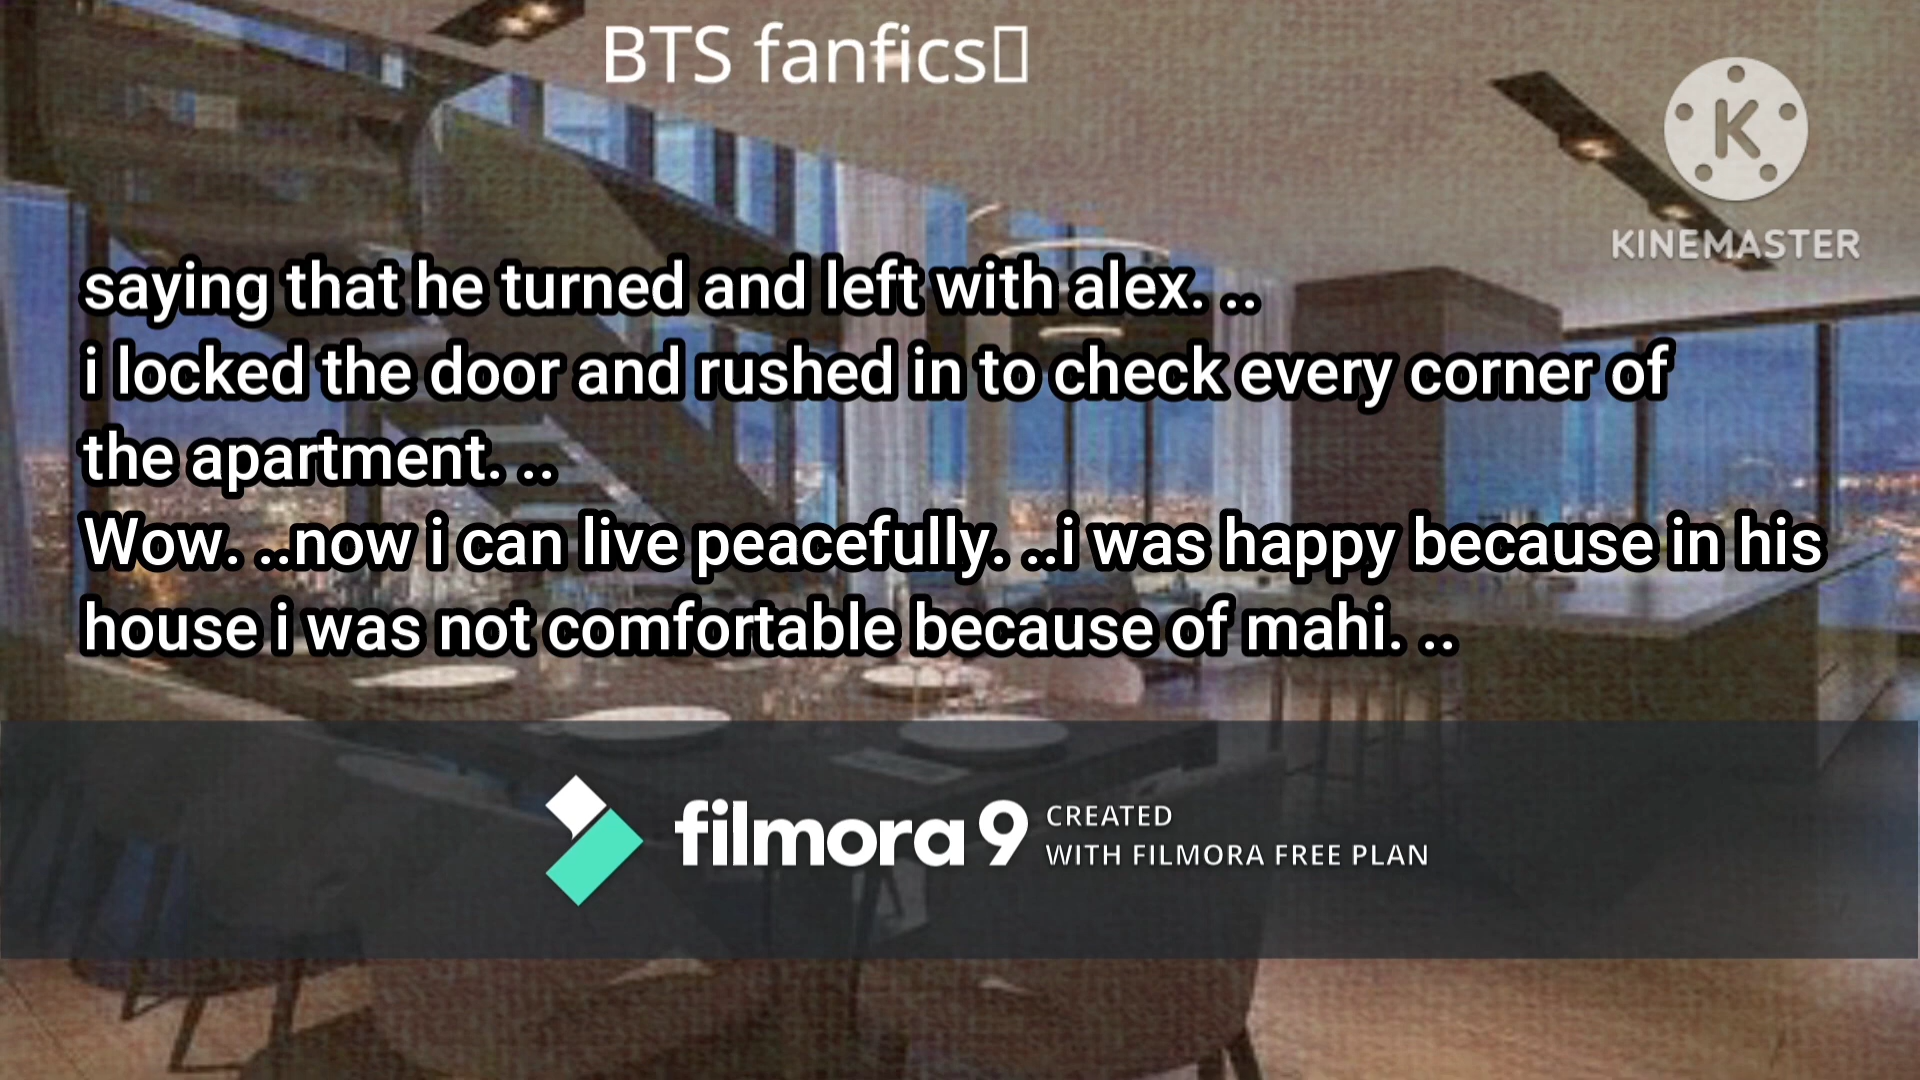 BTS fanfics
K
KINEMASTER
saying that he turned and left with alex. ..
i locked the door and rushed in to check every corner of
the apartment. ..
Wow. ..now i can live peacefully. ..i was happy because in his
house i was not comfortable because of mahi. ..
filmora 9
CREATED
WITH FILMORA FREE PLAN